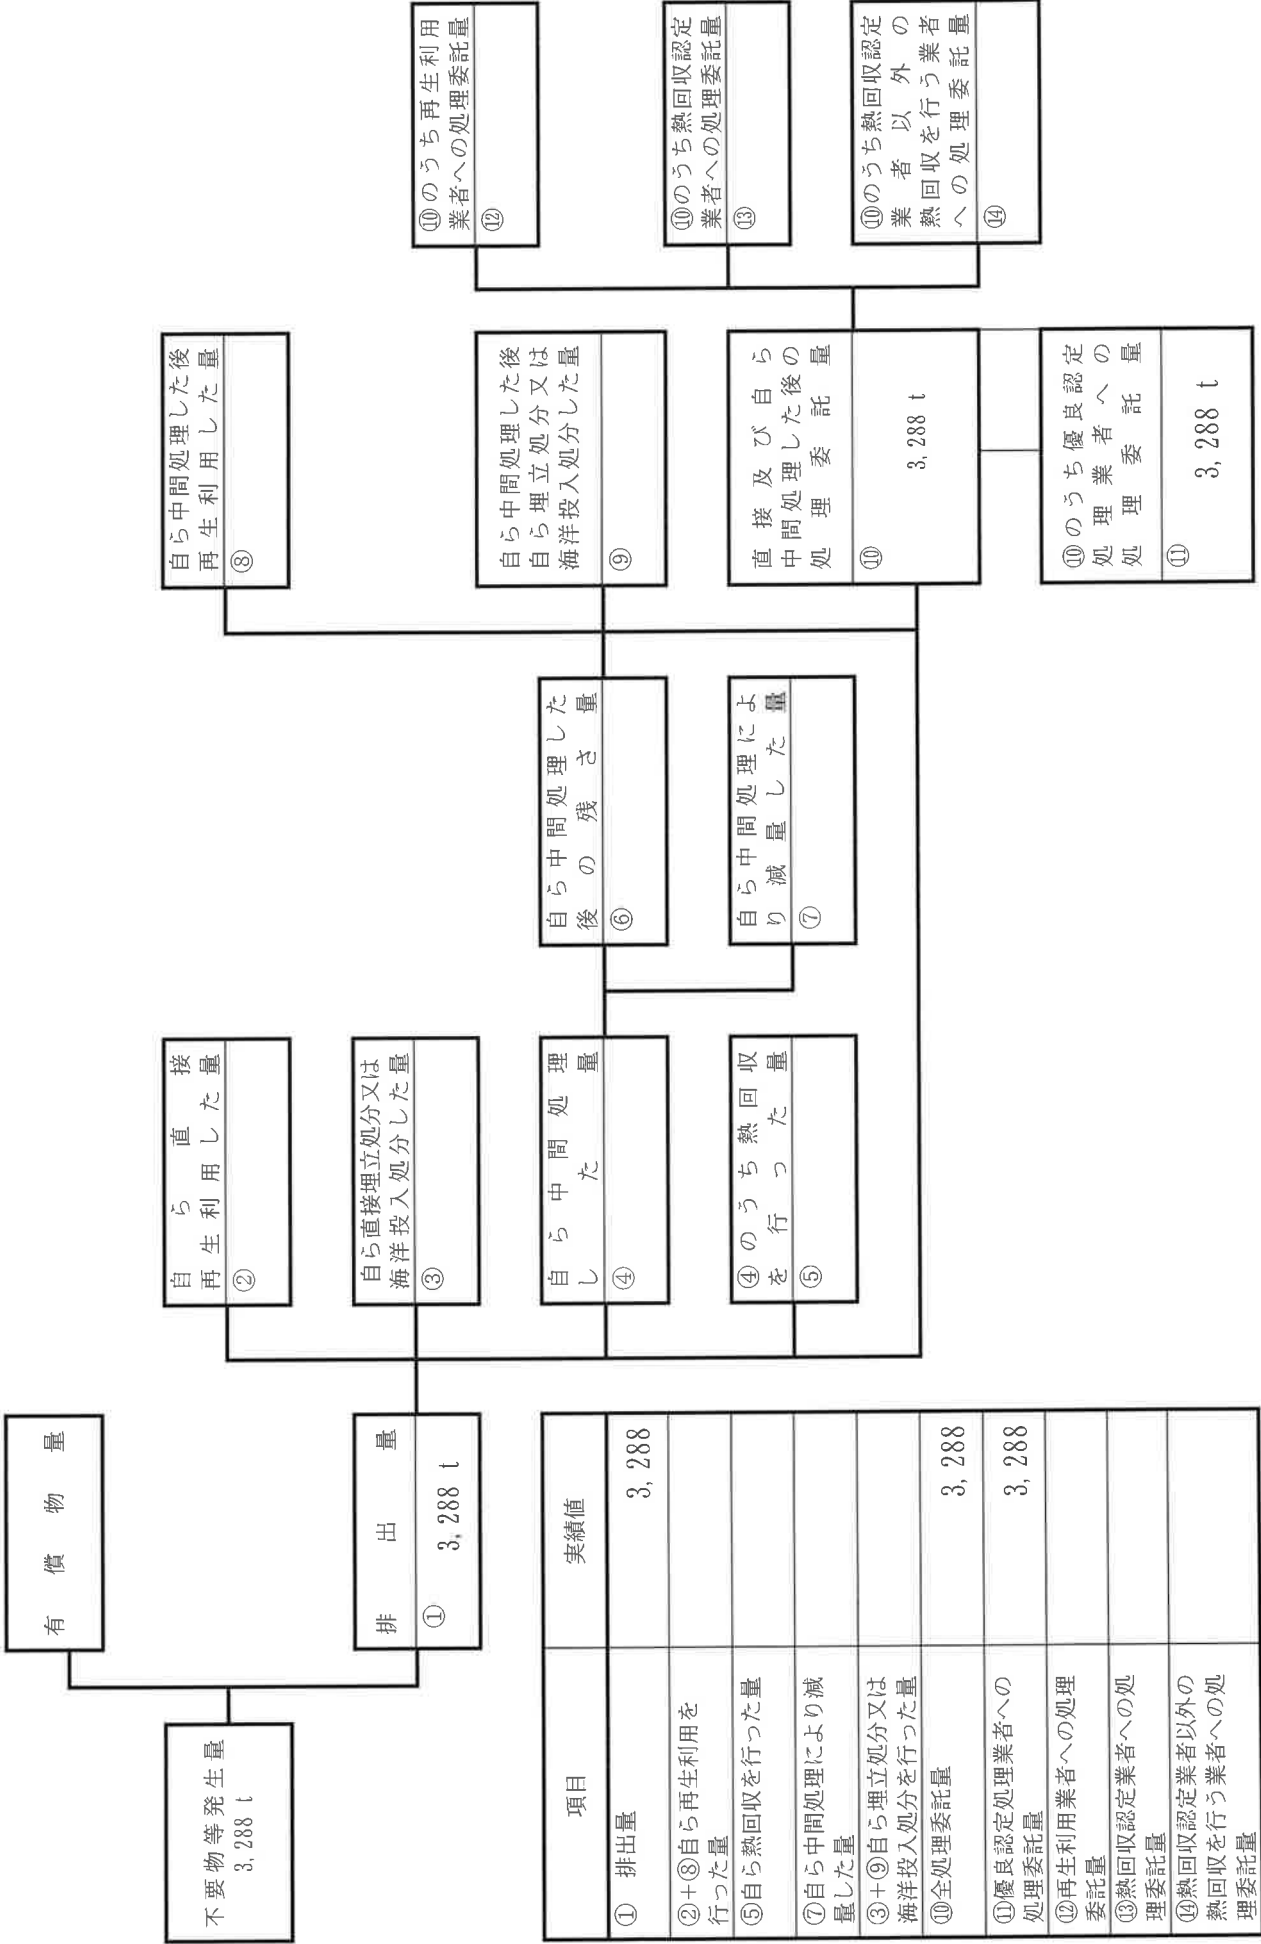 有償物量
不要物等発生量
3,288 t
排出量
① 3,288 t
自ら直接
再生利用した量
②
自ら直接埋立処分又は
海洋投入処分した量
③
自ら中間処理
した量
④
④のうち熱回収
を行った量
⑤
自ら中間処理した
後の残さ量
⑥
自ら中間処理によ
り減量した量
⑦
自ら中間処理した後
再生利用した量
⑧
自ら中間処理した後
自ら埋立処分又は
海洋投入処分した量
⑨
直接及び自ら
中間処理した後の
処理委託量
⑩
3,288 t
⑩のうち優良認定
処理業者への
処理委託量
⑪
3,288 t
⑩のうち再生利用
業者への処理委託量
⑫
⑩のうち熱回収認定
業者への処理委託量
⑬
⑩のうち熱回収認定
業者以外の
熱回収を行う業者
への処理委託量
⑭
項目 実績値
① 排出量 3,288
②+⑧自ら再生利用を
行った量
⑤自ら熱回収を行った量
⑦自ら中間処理により減
量した量
③+⑨自ら埋立処分又は
海洋投入処分を行った量
⑩全処理委託量 3,288
⑪優良認定処理業者への
処理委託量 3,288
⑫再生利用業者への処理
委託量
⑬熱回収認定業者への処
理委託量
⑭熱回収認定業者以外の
熱回収を行う業者への処
理委託量